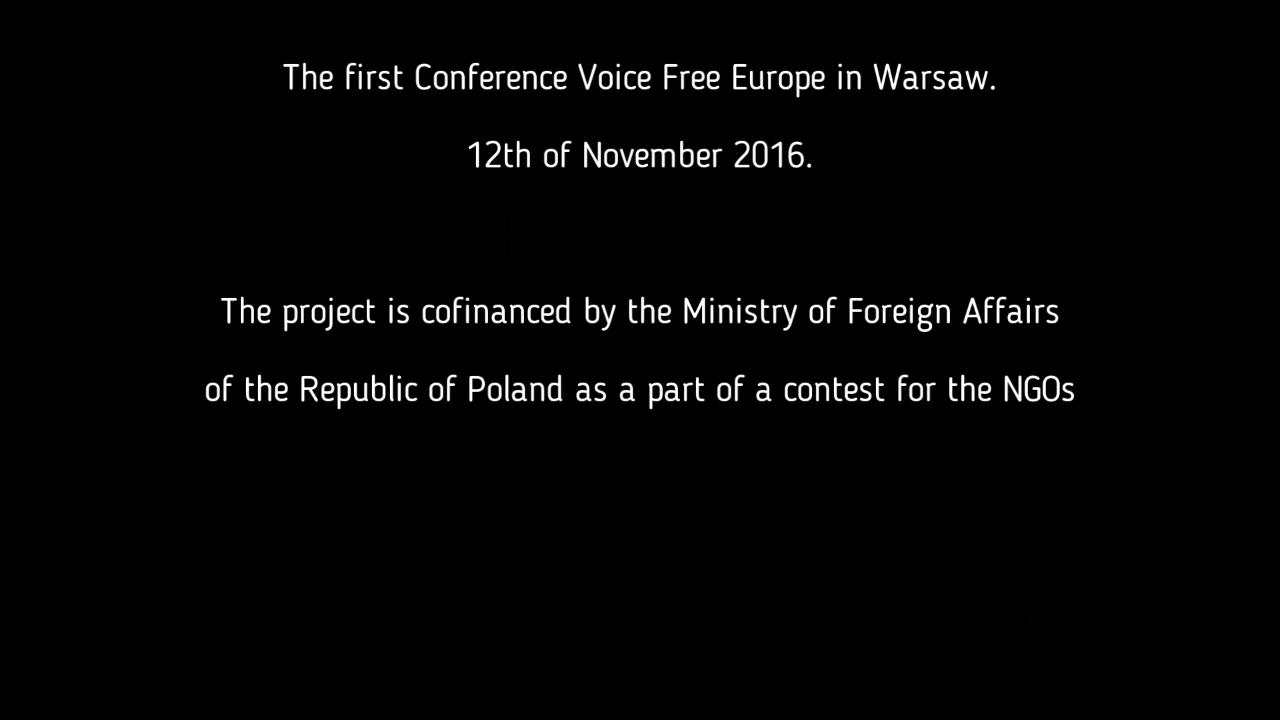 The first Conference Voice Free Europe in Warsaw.
12th of November 2016.
The project is cofinanced by the Ministry of Foreign Affairs
of the Republic of Poland as a part of a contest for the NGOs